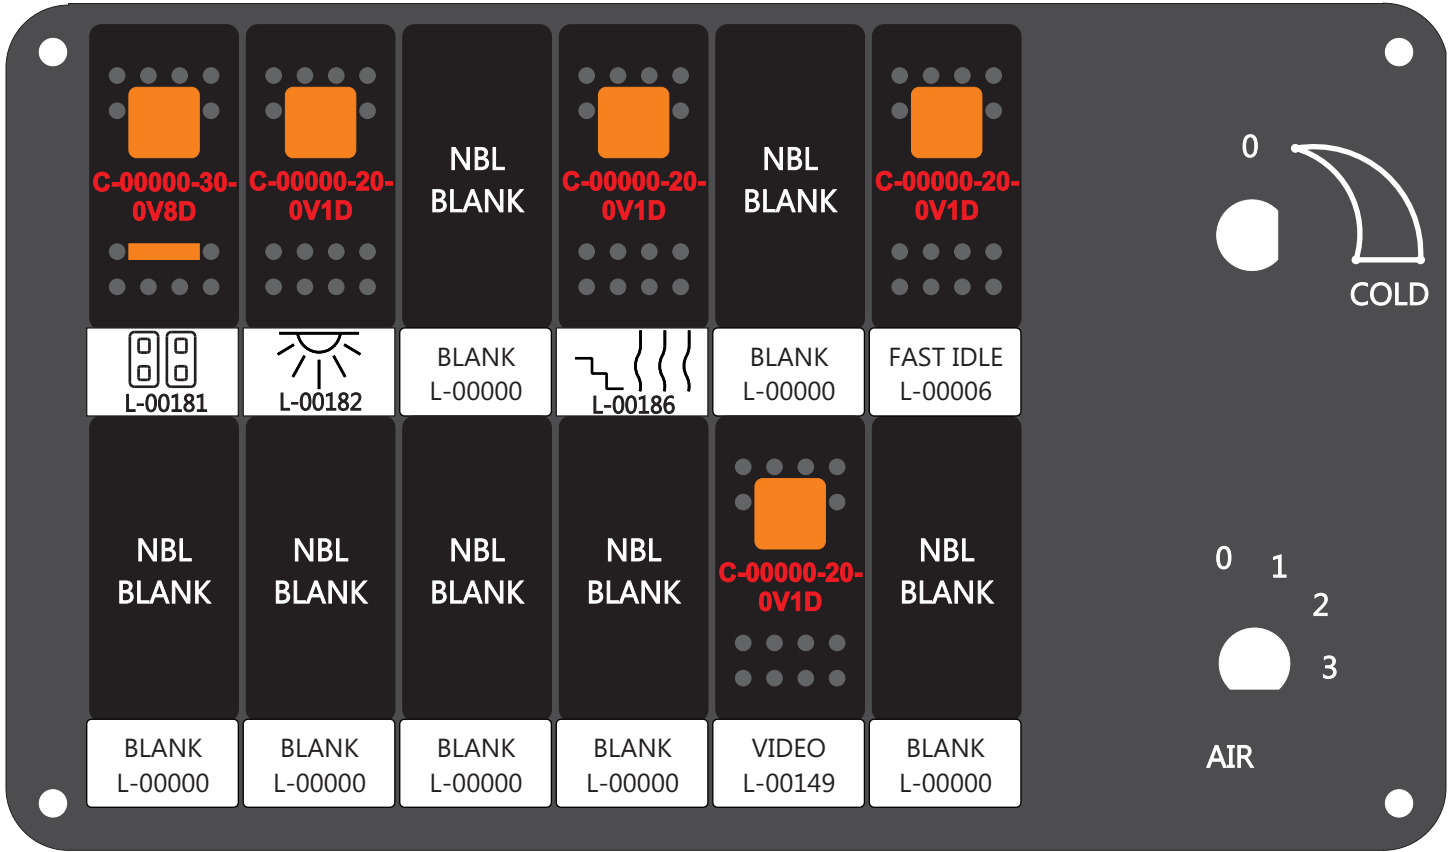 C-00000-30-
0V8D
C-00000-20-
0V1D
NBL
BLANK
C-00000-20-
0V1D
NBL
BLANK
C-00000-20-
0V1D
L-00181
L-00182
BLANK
L-00000
L-00186
BLANK
L-00000
FAST IDLE
L-00006
0
COLD
NBL
BLANK
NBL
BLANK
NBL
BLANK
NBL
BLANK
C-00000-20-
0V1D
NBL
BLANK
BLANK
L-00000
BLANK
L-00000
BLANK
L-00000
BLANK
L-00000
VIDEO
L-00149
BLANK
L-00000
0
1
2
3
AIR